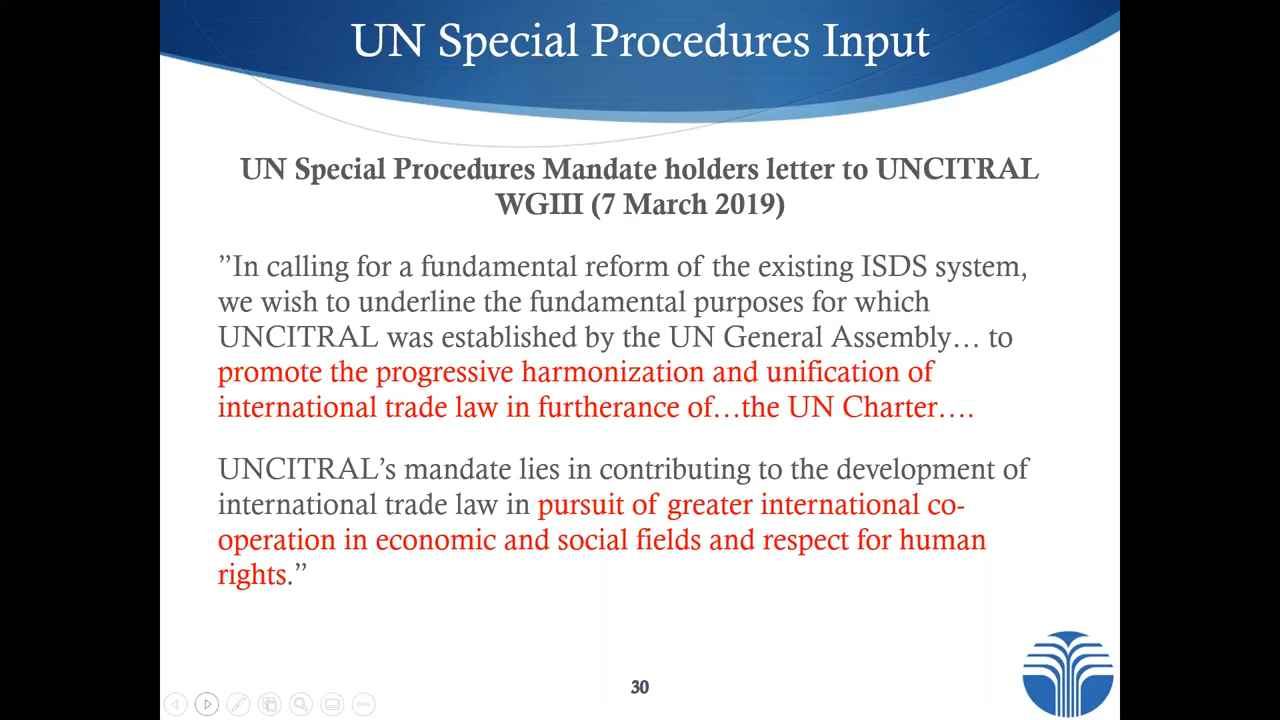 UN Special Procedures Input
UN Special Procedures Mandate holders letter to UNCITRAL
WGIII (7 March 2019)
”In calling for a fundamental reform of the existing ISDS system,
we wish to underline the fundamental purposes for which
UNCITRAL was established by the UN General Assembly… to
promote the progressive harmonization and unification of
international trade law in furtherance of…the UN Charter….
UNCITRAL’s mandate lies in contributing to the development of
international trade law in pursuit of greater international co-
operation in economic and social fields and respect for human
rights.”
30